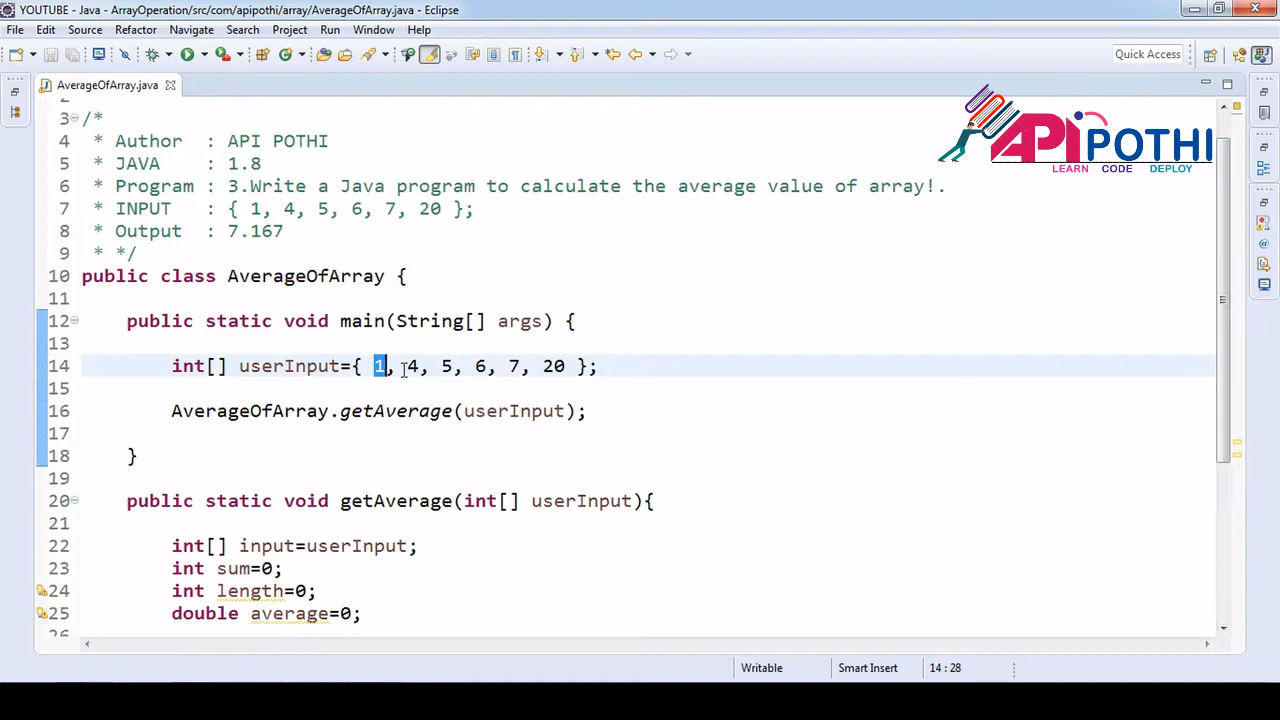 YOUTUBE - Java - ArrayOperation/src/com/apipothi/array/AverageOfArray.java - Eclipse
File Edit Source Refactor Navigate Search Project Run Window Help
Quick Access
AverageOfArray.java
API POTHI
LEARN CODE DEPLOY
3 /*
4 * Author : API POTHI
5 * JAVA : 1.8
6 * Program : 3.Write a Java program to calculate the average value of array!.
7 * INPUT : { 1, 4, 5, 6, 7, 20 };
8 * Output : 7.167
9 * */
10 public class AverageOfArray {
11
12 public static void main(String[] args) {
13
14 int[] userInput={ 1, 4, 5, 6, 7, 20 };
15
16 AverageOfArray.getAverage(userInput);
17
18 }
19
20 public static void getAverage(int[] userInput){
21
22 int[] input=userInput;
23 int sum=0;
24 int length=0;
25 double average=0;
Writable Smart Insert 14 : 28